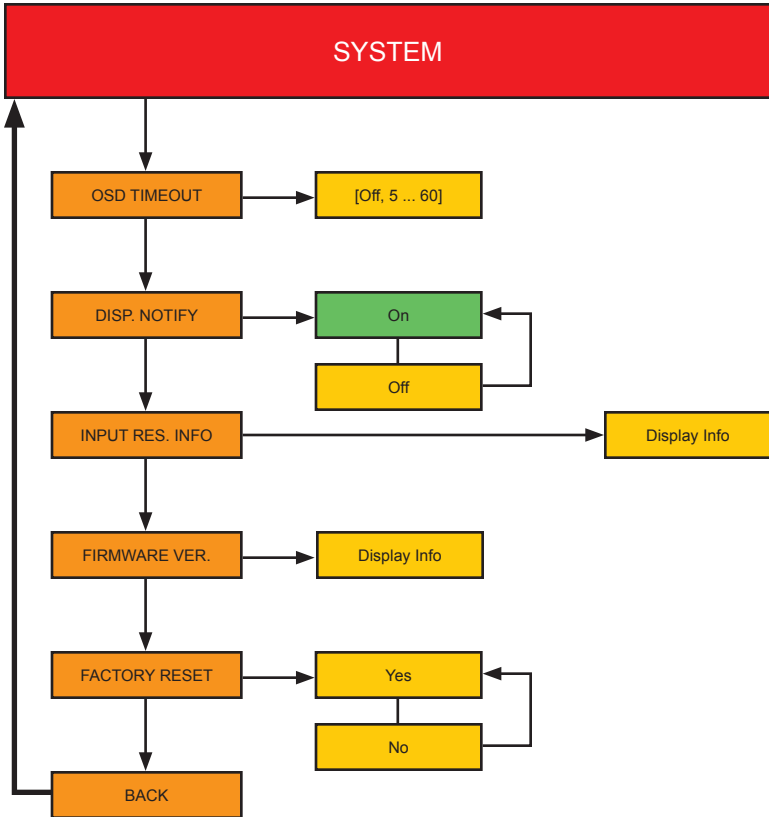 SYSTEM
OSD TIMEOUT
[Off, 5 ... 60]
DISP. NOTIFY
On
Off
INPUT RES. INFO
Display Info
FIRMWARE VER.
Display Info
FACTORY RESET
Yes
No
BACK